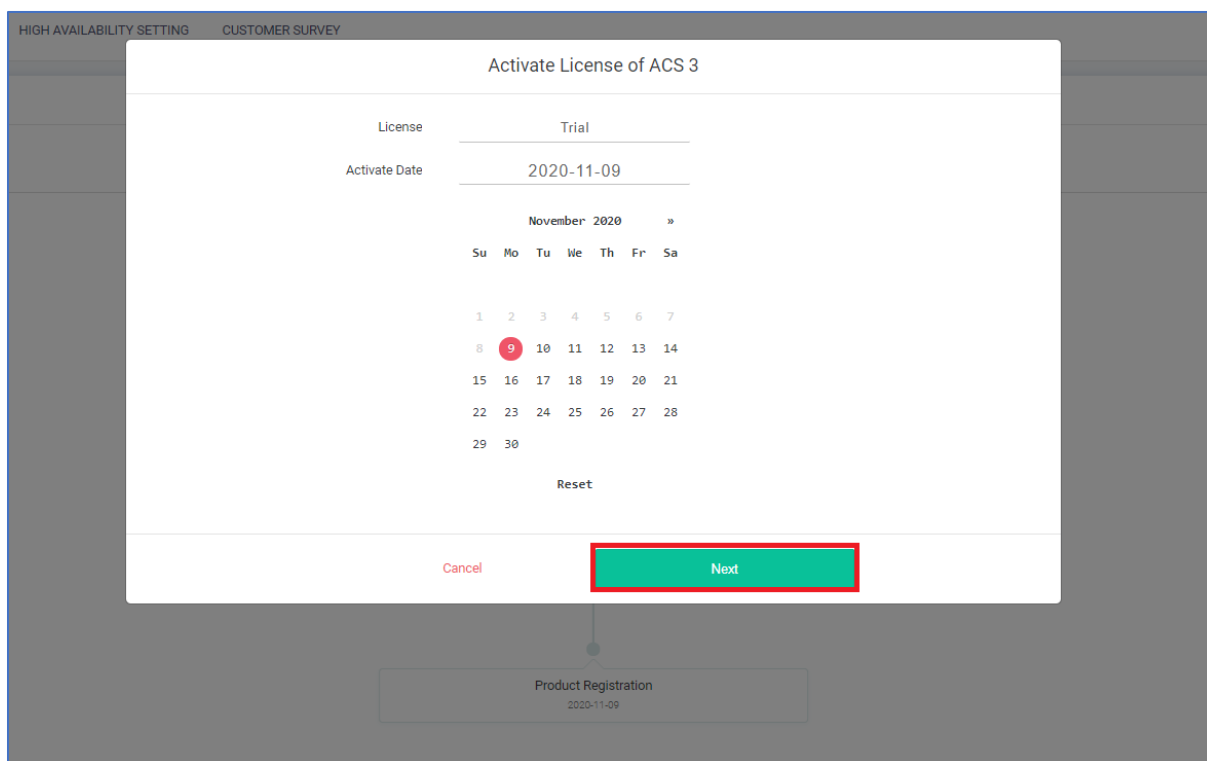 HIGH AVAILABILITY SETTING CUSTOMER SURVEY
Activate License of ACS 3
License Trial
Activate Date 2020-11-09
November 2020 »
Su Mo Tu We Th Fr Sa
1 2 3 4 5 6 7
8 9 10 11 12 13 14
15 16 17 18 19 20 21
22 23 24 25 26 27 28
29 30
Reset
Cancel Next
Product Registration
2020-11-09